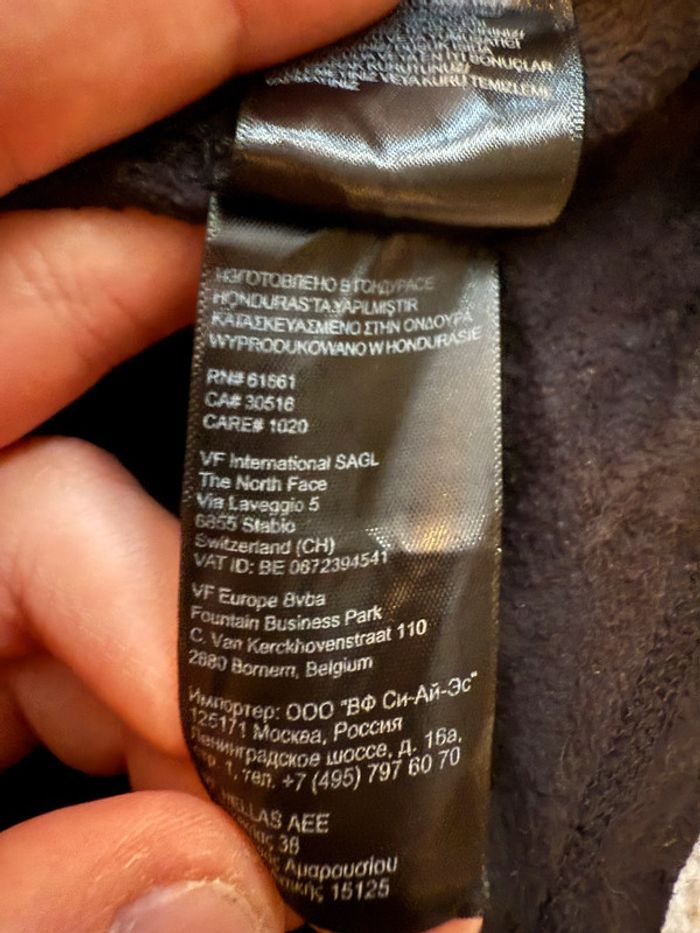 SONUÇLAR
VEYA KURU TEMİZLEME
ИЗГОТОВЛЕНО В ГОНДУРАСЕ
HONDURAS'TA YAPILMIŞTIR
ΚΑΤΑΣΚΕΥΑΣΜΕΝΟ ΣΤΗΝ ΟΝΔΟΥΡΑ
WYPRODUKOWANO W HONDURASIE
RN# 61661
CA# 30516
CARE# 1020
VF International SAGL
The North Face
Via Laveggio 5
6855 Stabio
Switzerland (CH)
VAT ID: BE 0872394541
VF Europe Bvba
Fountain Business Park
C. Van Kerckhovenstraat 110
2880 Bornem, Belgium
Импортер: ООО "ВФ Си-Ай-Эс"
125171 Москва, Россия
Ленинградское шоссе, д. 16а,
1, тел. +7 (495) 797 60 70
HELLAS AEE
38
Αμαρουσίου
15125